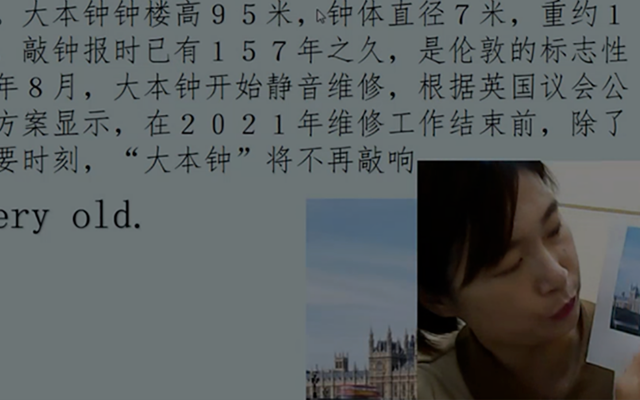 ，大本钟钟楼高９５米，钟体直径７米，重约１
敲钟报时已有１５７年之久，是伦敦的标志性
年８月，大本钟开始静音维修，根据英国议会公
方案显示，在２０２１年维修工作结束前，除了
要时刻，“大本钟”将不再敲响
ery old.